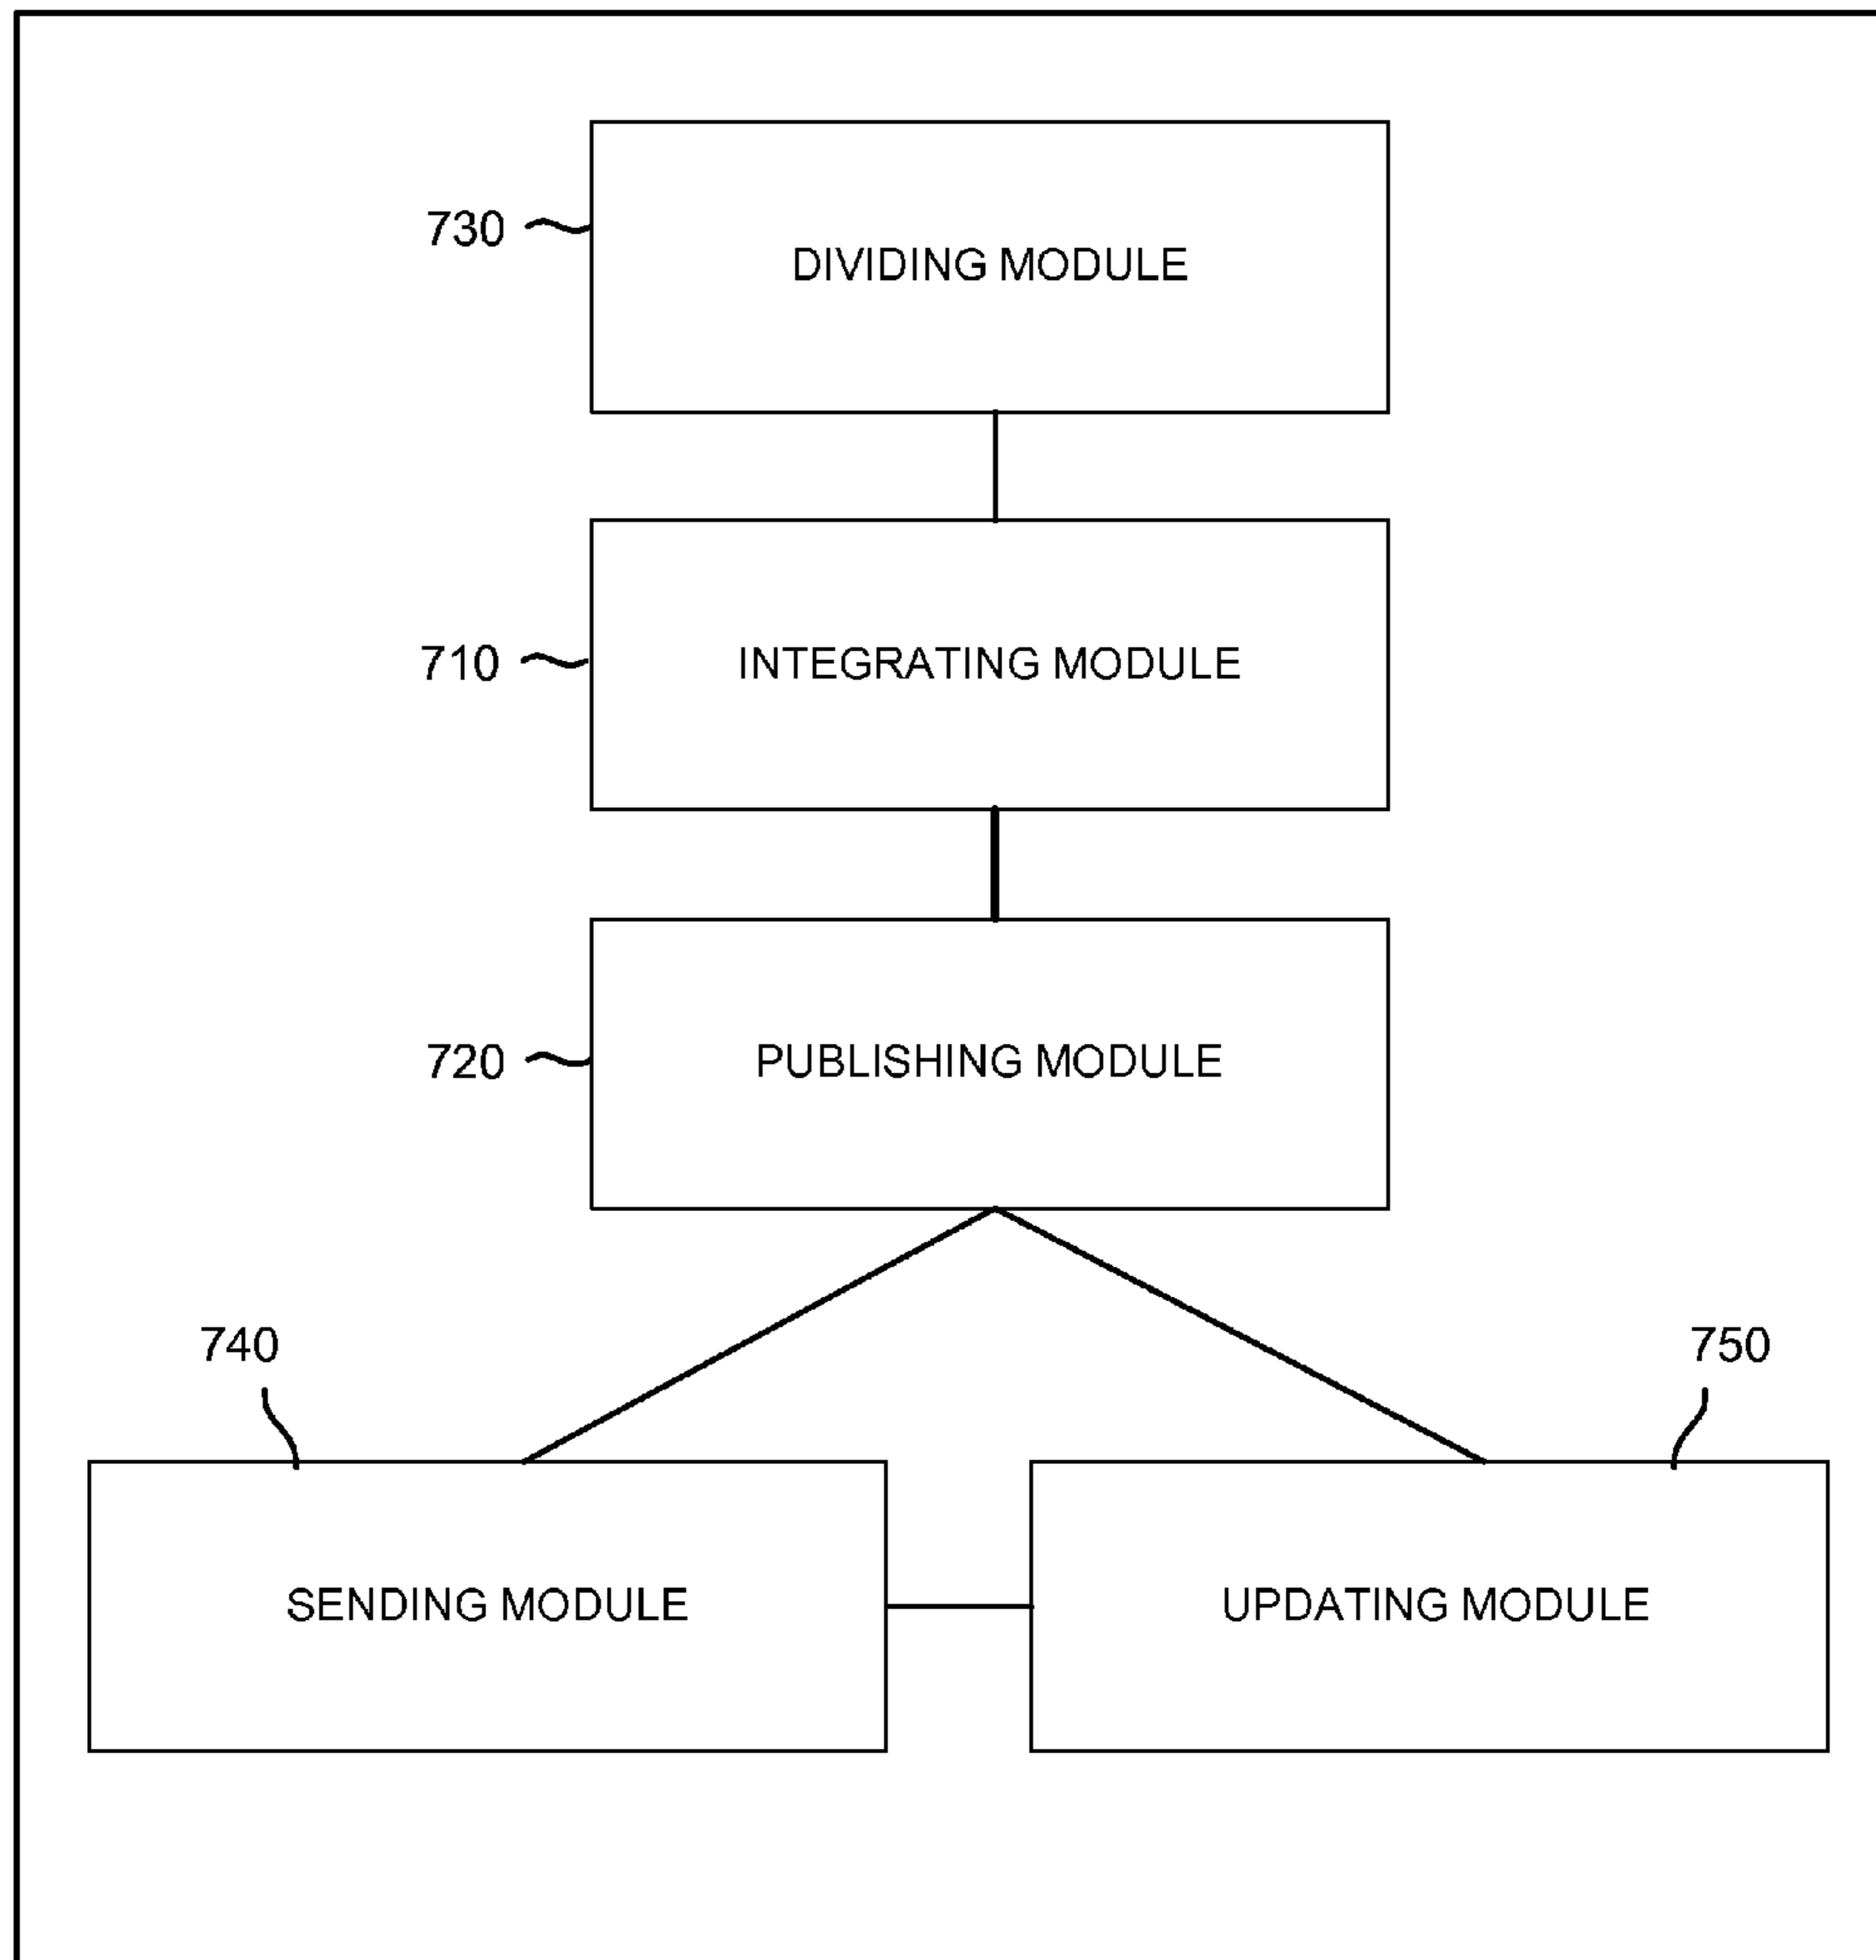 730
DIVIDING MODULE
710
INTEGRATING MODULE
720
PUBLISHING MODULE
740
750
SENDING MODULE
UPDATING MODULE